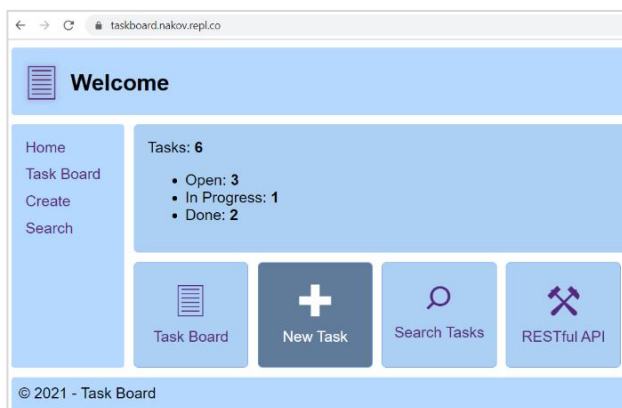 taskboard.nakov.repl.co
Welcome
Home
Task Board
Create
Search
Tasks: 6
Open: 3
In Progress: 1
Done: 2
Task Board
New Task
Search Tasks
RESTful API
© 2021 - Task Board